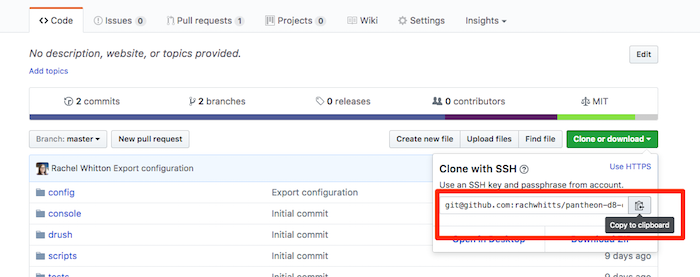 Code Issues 0 Pull requests 1 Projects 0 Wiki Settings Insights
No description, website, or topics provided. Edit
Add topics
2 commits 2 branches 0 releases 0 contributors MIT
Branch: master New pull request Create new file Upload files Find file Clone or download
Rachel Whitton Export configuration
Clone with SSH Use HTTPS
Use an SSH key and passphrase from account.
config Export configuration
git@github.com:rachwhitts/pantheon-d8-
console Initial commit
Copy to clipboard
drush Initial commit
Open in Desktop Download ZIP
scripts Initial commit 9 days ago
tests Initial commit 9 days ago